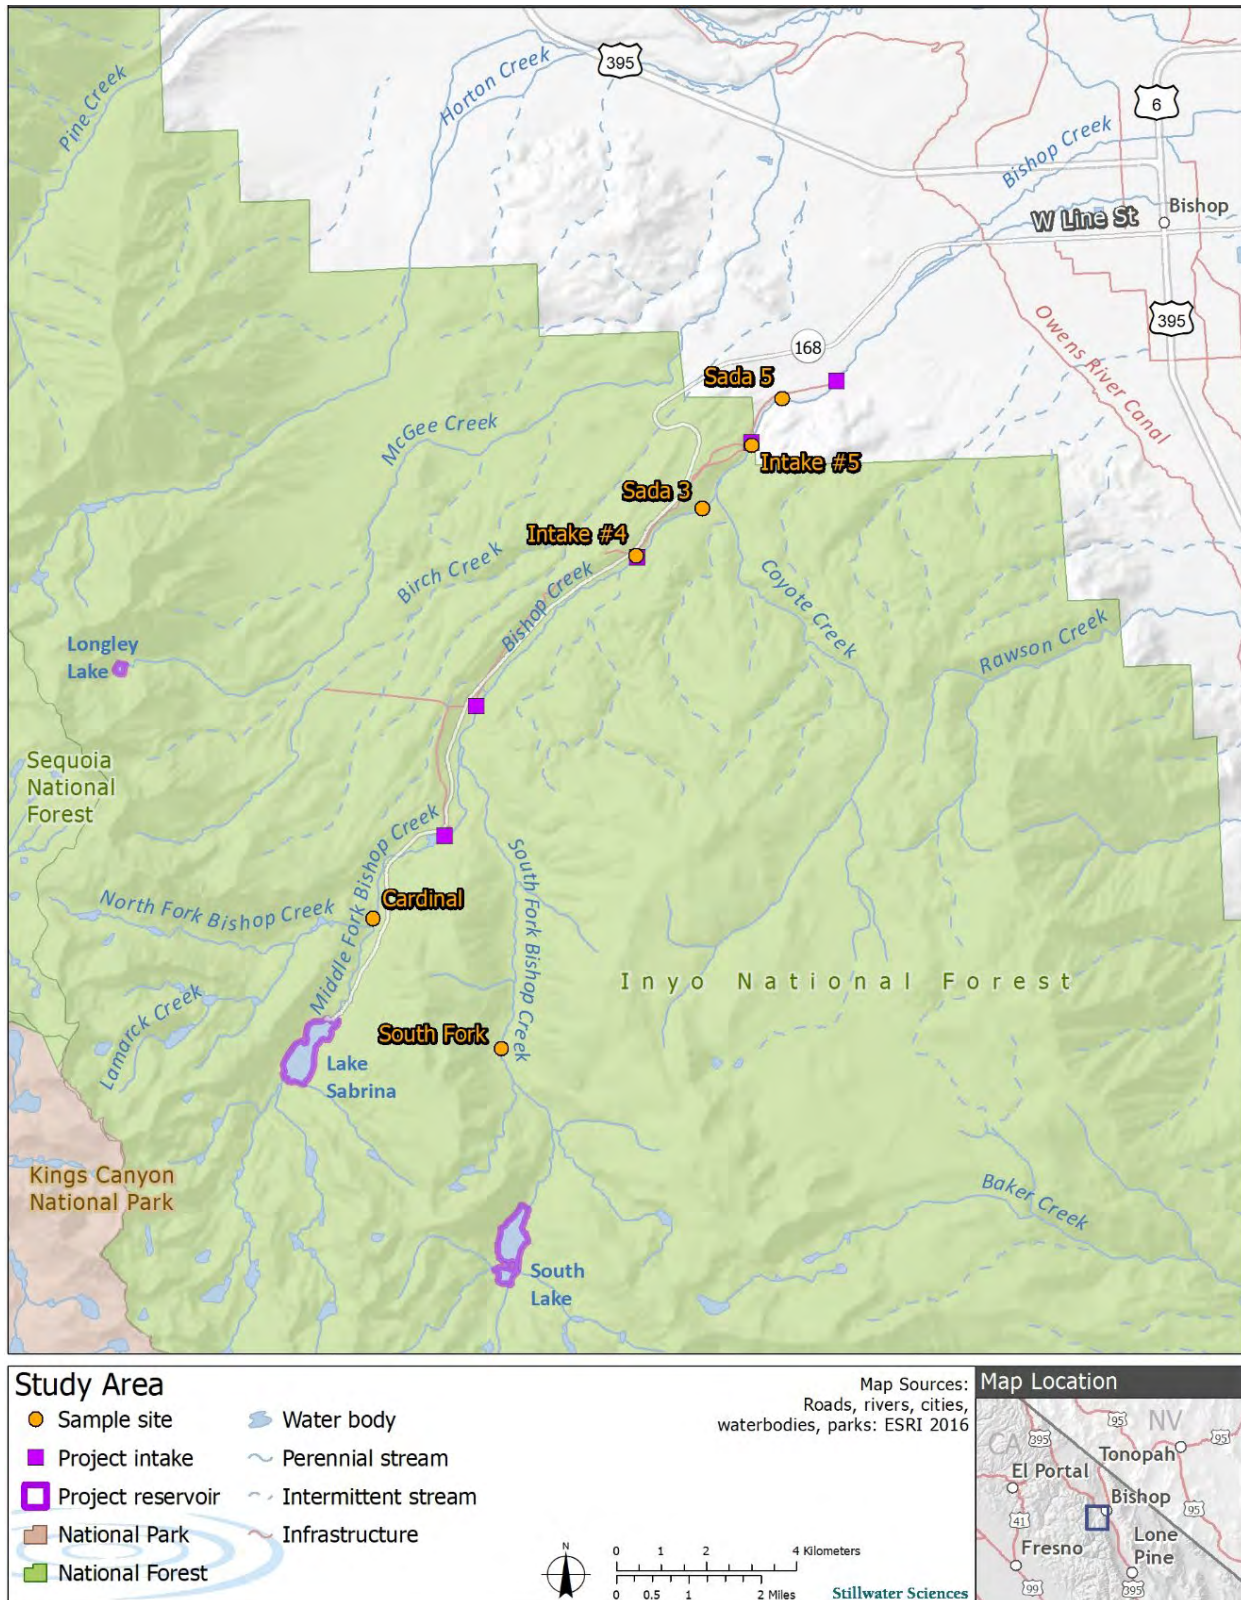 395
Pine Creek
Horton Creek
6
Bishop Creek
Bishop
W Line St
395
Owens River Canal
168
Sada 5
McGee Creek
Intake #5
Sada 3
Intake #4
Birch Creek
Bishop Creek
Coyote Creek
Rawson Creek
Longley
Lake
Sequoia
National
Forest
Middle Fork Bishop Creek
South Fork Bishop Creek
Cardinal
North Fork Bishop Creek
Inyo National Forest
Lamarck Creek
South Fork
Lake
Sabrina
Kings Canyon
National Park
Baker Creek
South
Lake
Study Area
Sample site
Project intake
Project reservoir
National Park
National Forest
Water body
Perennial stream
Intermittent stream
Infrastructure
N
0 1 2 4 Kilometers
0 0.5 1 2 Miles
Map Sources:
Roads, rivers, cities,
waterbodies, parks: ESRI 2016
Stillwater Sciences
Map Location
95
NV
CA
395
Tonopah
95
El Portal
Bishop
95
41
Lone
Pine
Fresno
99
395